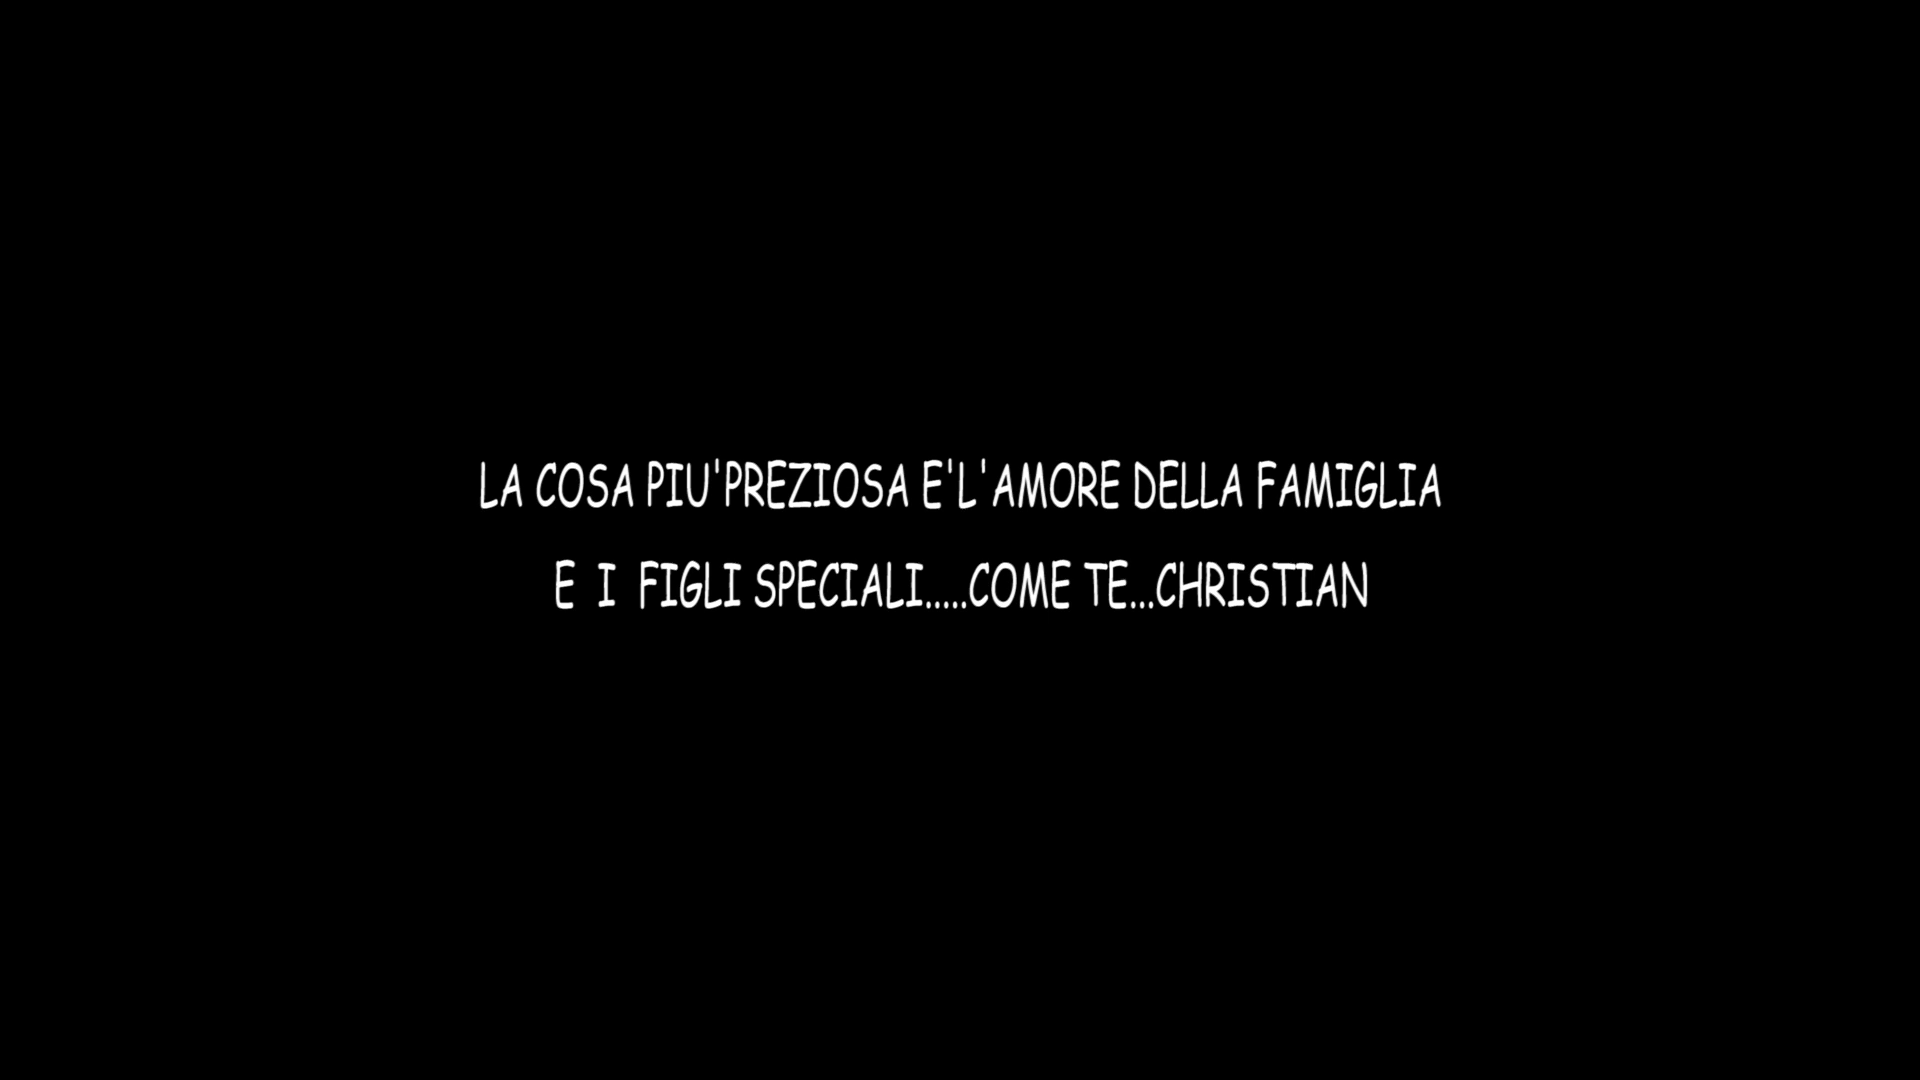 LA COSA PIU'PREZIOSA E'L'AMORE DELLA FAMIGLIA
E I FIGLI SPECIALI.....COME TE...CHRISTIAN